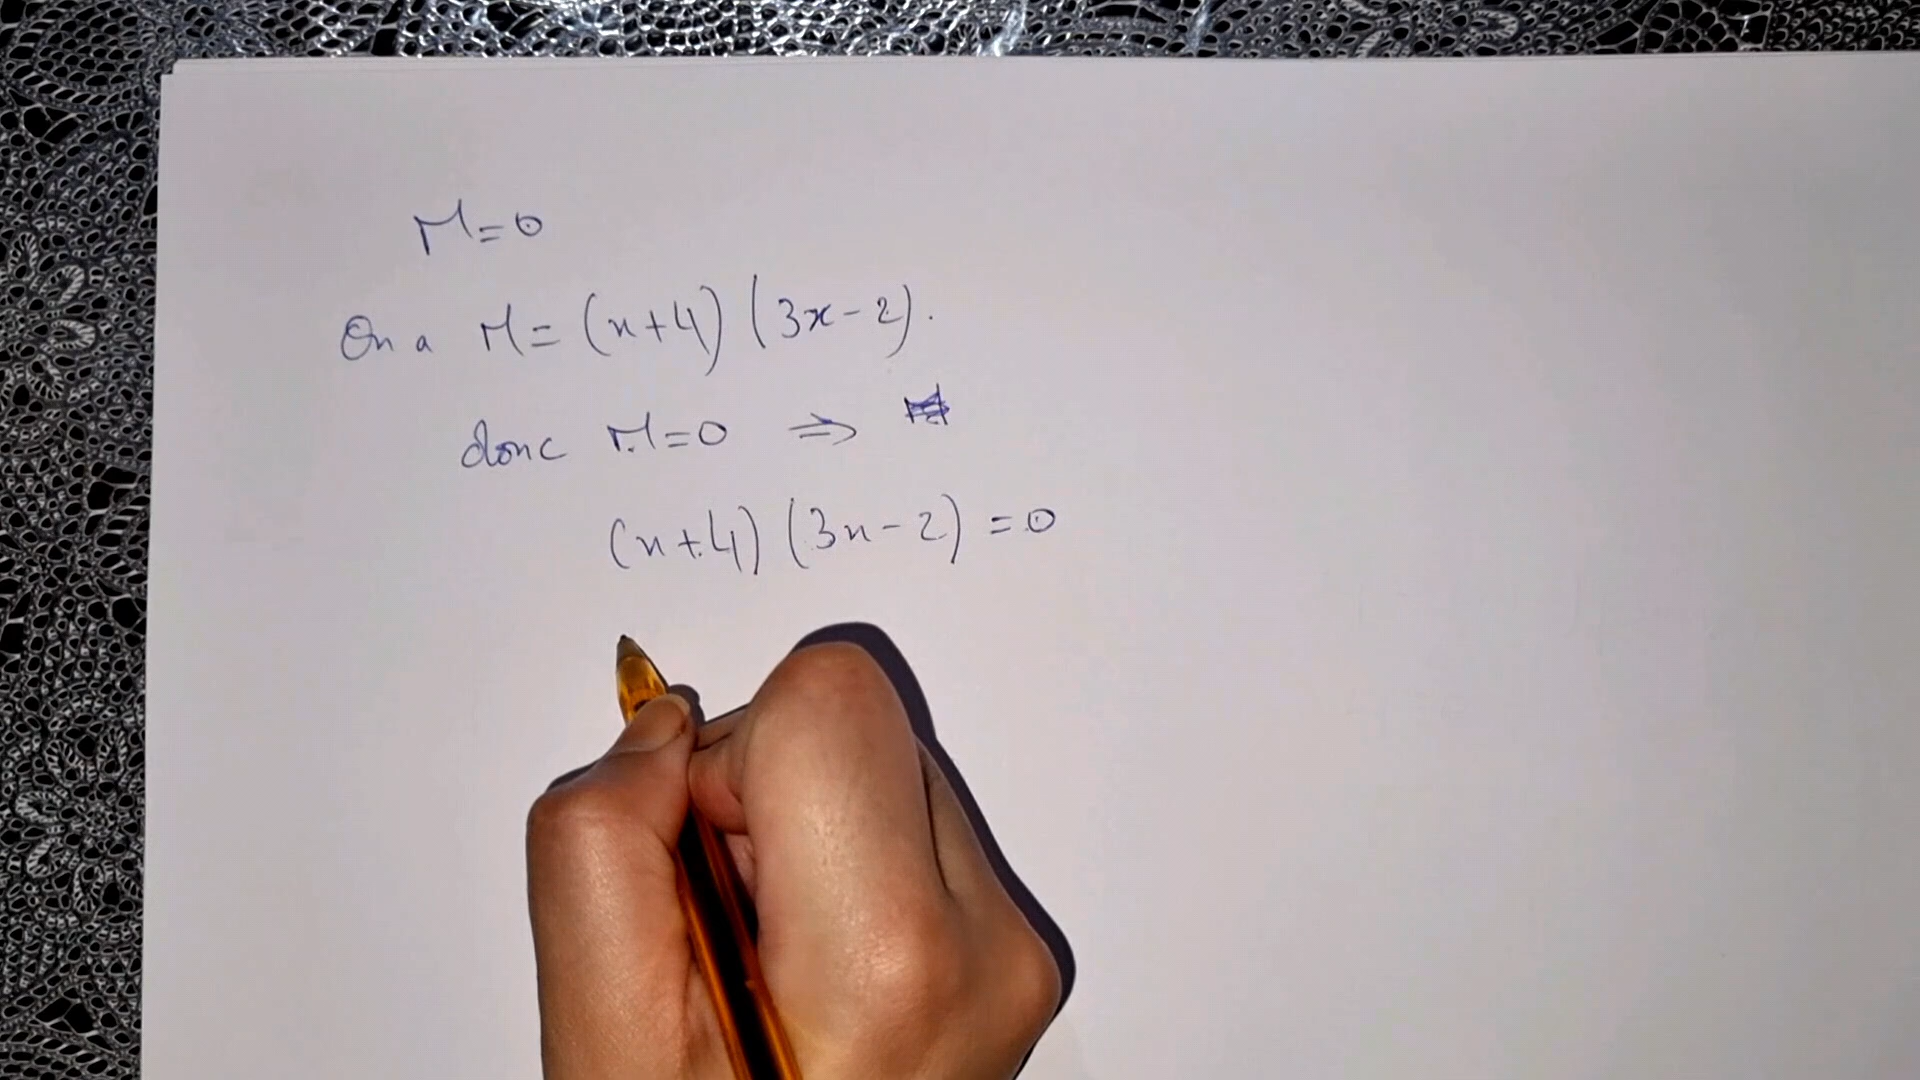 M=0
On a M= (x+4) (3x-2).
donc M=0 ⇒
(x+4) (3x-2) =0